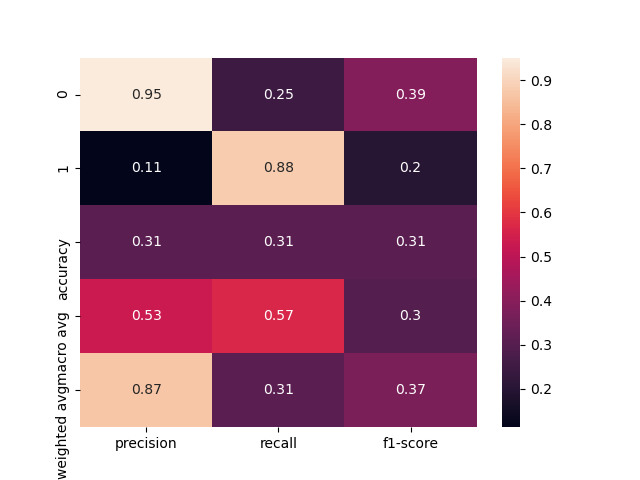 0 0.95 0.25 0.39
1 0.11 0.88 0.2
accuracy 0.31 0.31 0.31
macro avg 0.53 0.57 0.3
weighted avg 0.87 0.31 0.37
precision recall f1-score
0.9
0.8
0.7
0.6
0.5
0.4
0.3
0.2